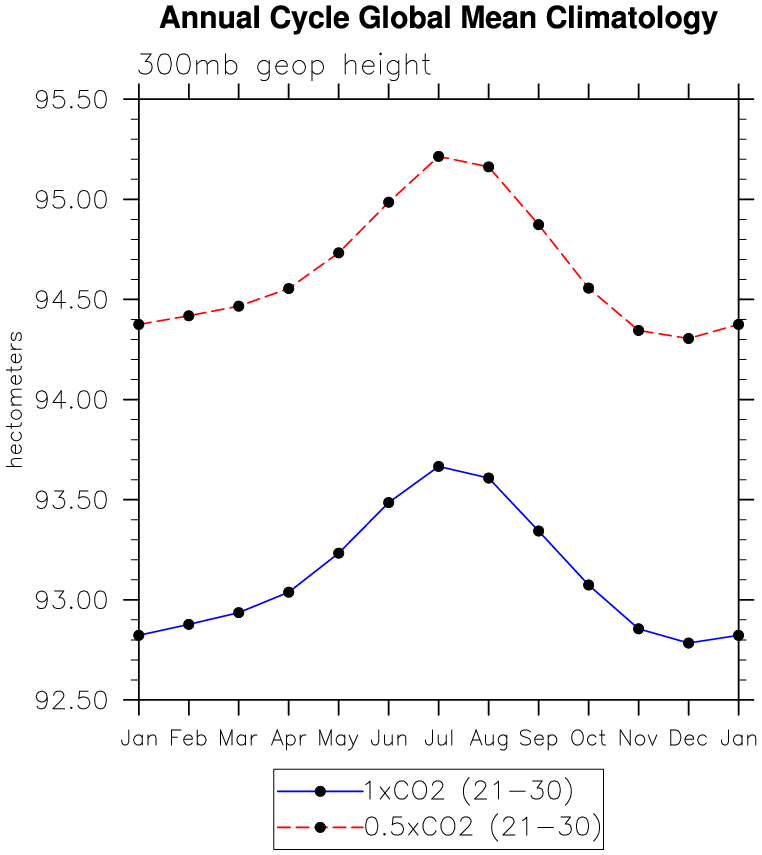 Annual Cycle Global Mean Climatology
300mb geop height
95.50
95.00
94.50
94.00
93.50
93.00
92.50
hectometers
Jan Feb Mar Apr May Jun Jul Aug Sep Oct Nov Dec Jan
1xCO2 (21-30)
0.5xCO2 (21-30)